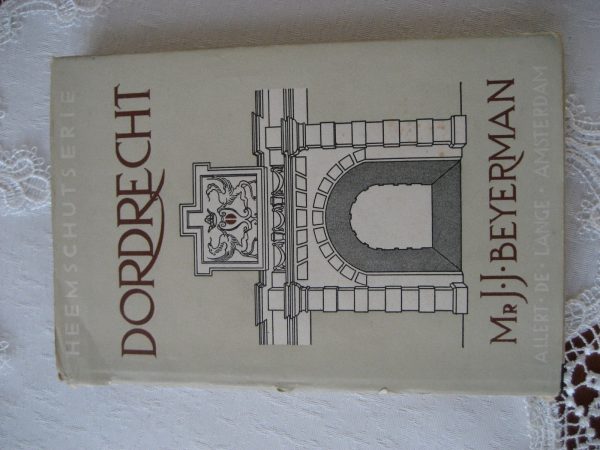 HEEMSCHUTSERIE
DORDRECHT
MR J·J·BEYERMAN
ALLERT·DE·LANGE·AMSTERDAM